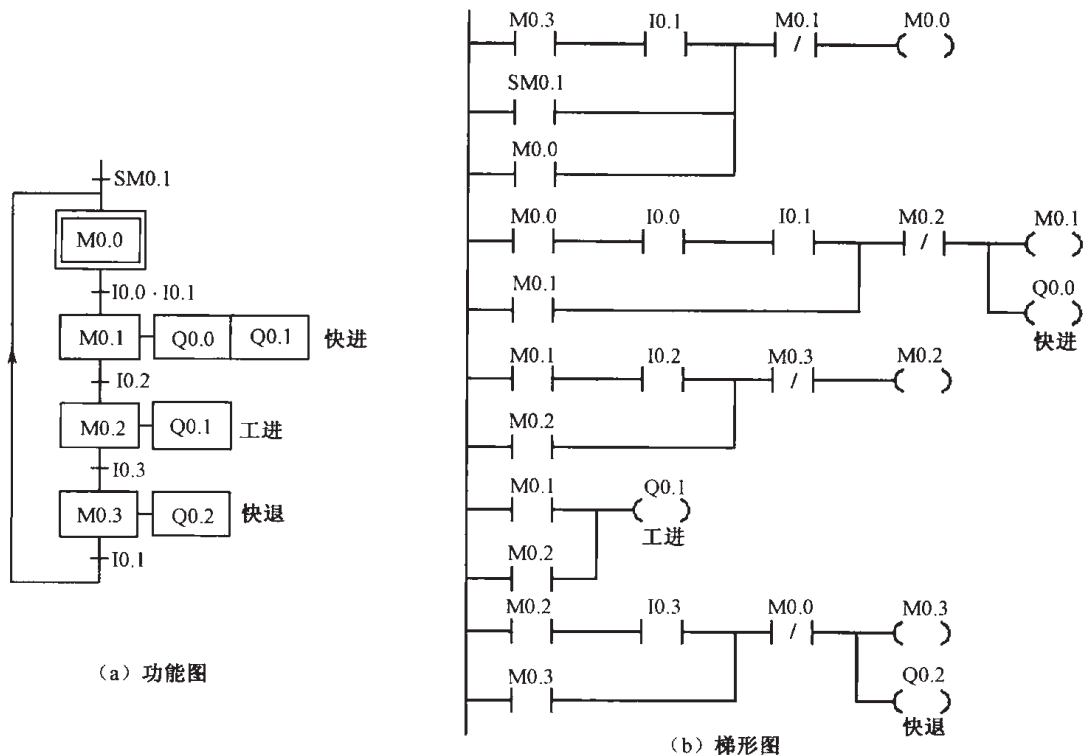 SM0.1
M0.0
I0.0 · I0.1
M0.1 Q0.0 Q0.1 快进
I0.2
M0.2 Q0.1 工进
I0.3
M0.3 Q0.2 快退
I0.1
(a) 功能图
M0.3 I0.1 M0.1 M0.0
/
SM0.1
M0.0
M0.0 I0.0 I0.1 M0.2 M0.1
/
M0.1 Q0.0
快进
M0.1 I0.2 M0.3 M0.2
/
M0.2
M0.1 Q0.1
工进
M0.2
M0.2 I0.3 M0.0 M0.3
/
M0.3 Q0.2
快退
(b) 梯形图